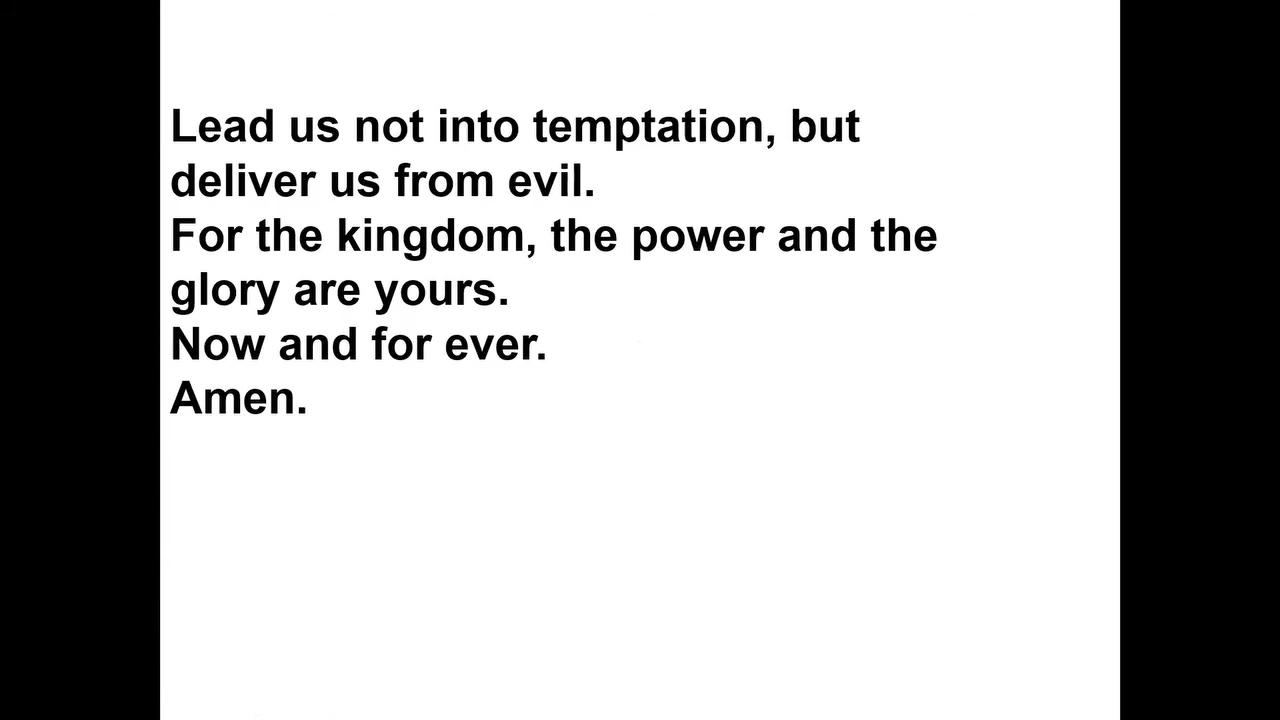 Lead us not into temptation, but
deliver us from evil.
For the kingdom, the power and the
glory are yours.
Now and for ever.
Amen.